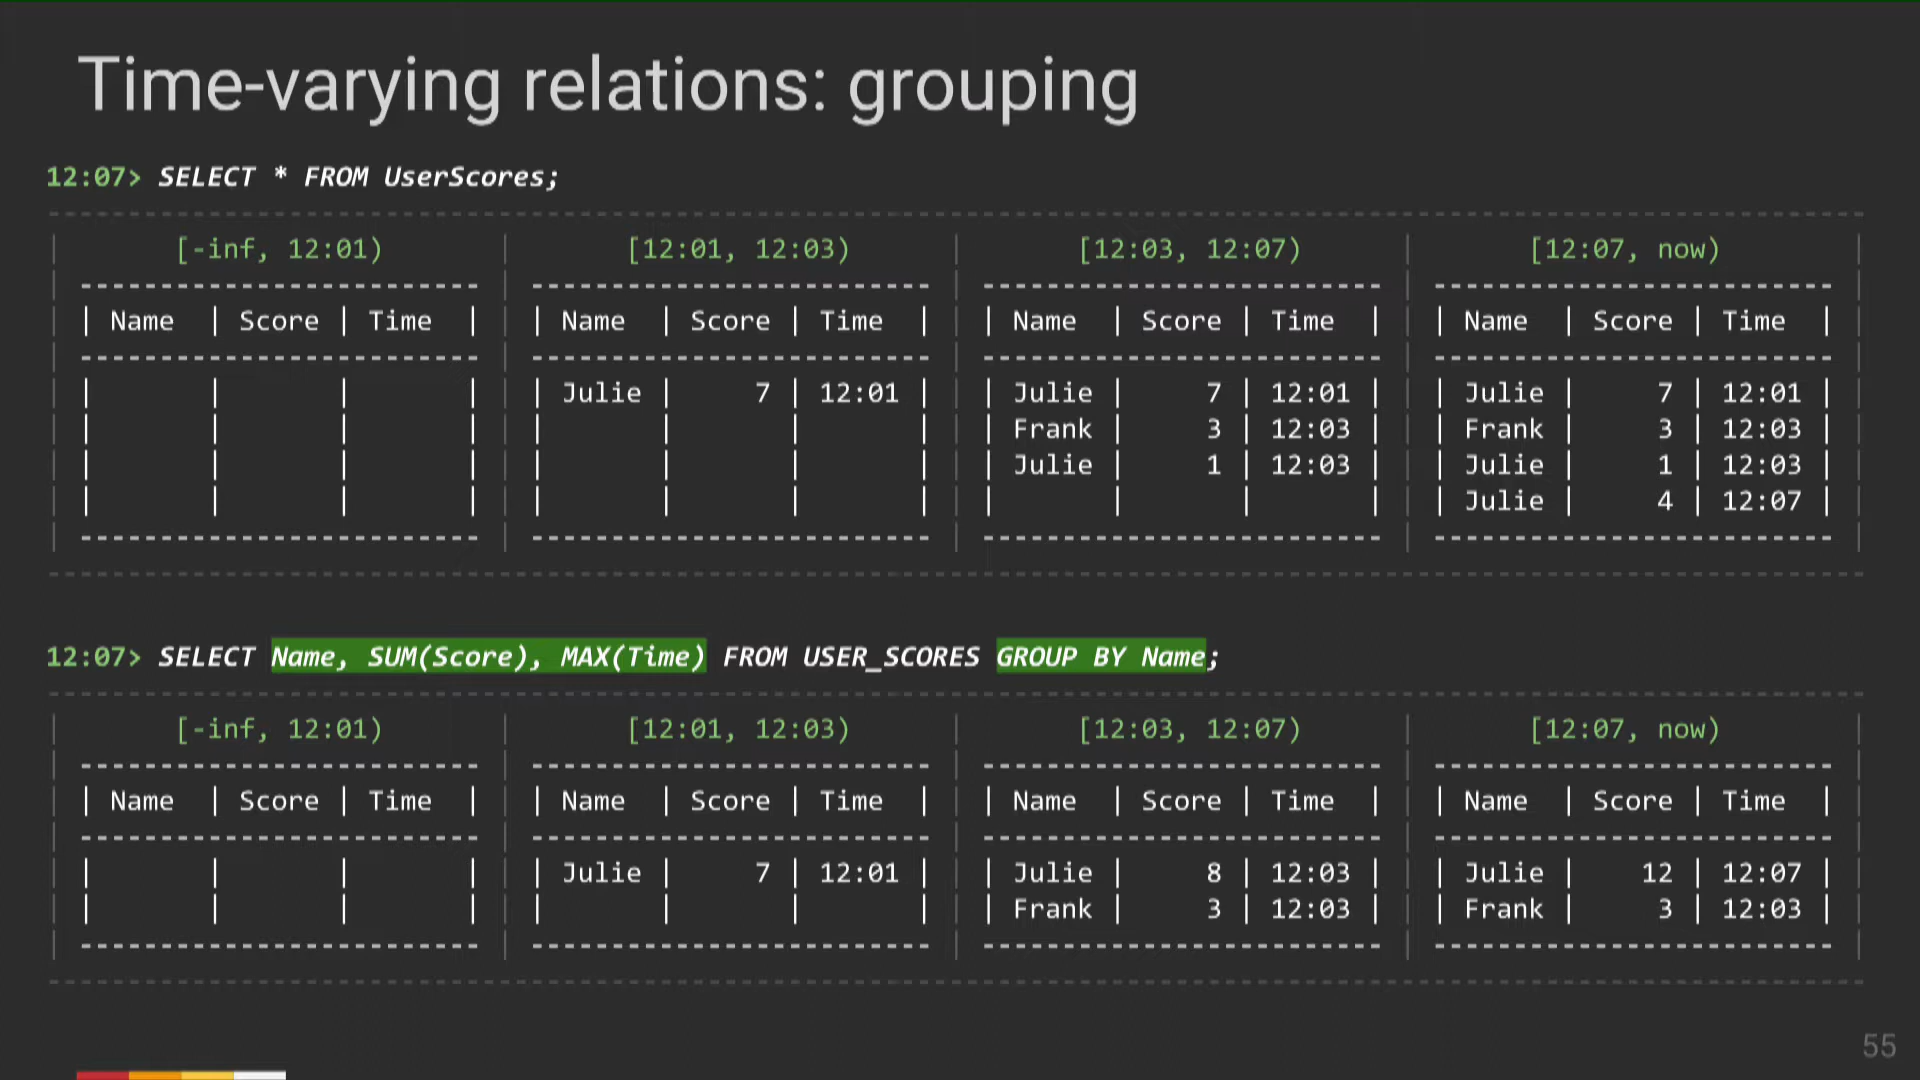 Time-varying relations: grouping
12:07> SELECT * FROM UserScores;
[-inf, 12:01) [12:01, 12:03) [12:03, 12:07) [12:07, now)
| Name | Score | Time | | Name | Score | Time | | Name | Score | Time | | Name | Score | Time |
| | | | | Julie | 7 | 12:01 | | Julie | 7 | 12:01 | | Julie | 7 | 12:01 |
| | | | | | | | | Frank | 3 | 12:03 | | Frank | 3 | 12:03 |
| | | | | | | | | Julie | 1 | 12:03 | | Julie | 1 | 12:03 |
| | | | | | | | | | | | | Julie | 4 | 12:07 |
12:07> SELECT Name, SUM(Score), MAX(Time) FROM USER_SCORES GROUP BY Name;
[-inf, 12:01) [12:01, 12:03) [12:03, 12:07) [12:07, now)
| Name | Score | Time | | Name | Score | Time | | Name | Score | Time | | Name | Score | Time |
| | | | | Julie | 7 | 12:01 | | Julie | 8 | 12:03 | | Julie | 12 | 12:07 |
| | | | | | | | | Frank | 3 | 12:03 | | Frank | 3 | 12:03 |
55